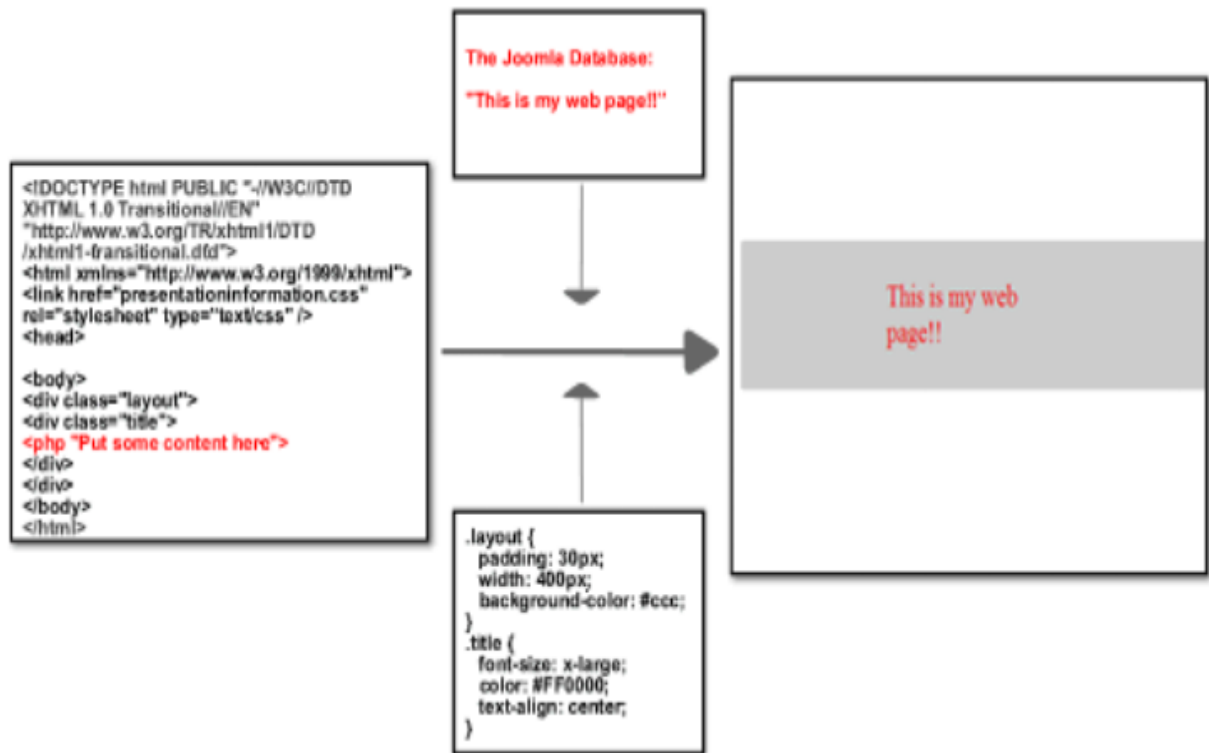 <!DOCTYPE html PUBLIC "-//W3C//DTD
XHTML 1.0 Transitional//EN"
"http://www.w3.org/TR/xhtml1/DTD
/xhtml1-transitional.dtd">
<html xmlns="http://www.w3.org/1999/xhtml">
<link href="presentationinformation.css"
rel="stylesheet" type="text/css" />
<head>
<body>
<div class="layout">
<div class="title">
<php "Put some content here">
</div>
</div>
</body>
</html>
The Joomla Database:
"This is my web page!!"
.layout {
padding: 30px;
width: 400px;
background-color: #ccc;
}
.title {
font-size: x-large;
color: #FF0000;
text-align: center;
}
This is my web
page!!